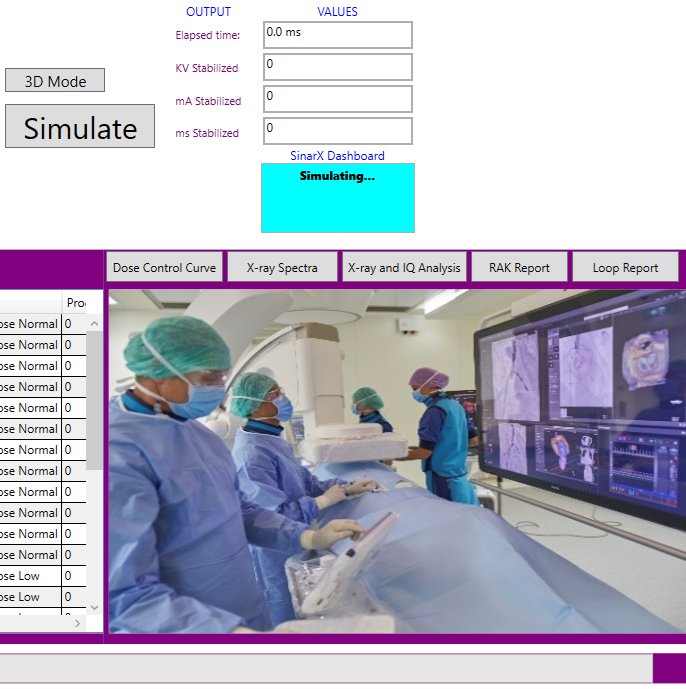 OUTPUT VALUES
Elapsed time: 0.0 ms
KV Stabilized 0
3D Mode
mA Stabilized 0
Simulate
ms Stabilized 0
SinarX Dashboard
Simulating...
Dose Control Curve X-ray Spectra X-ray and IQ Analysis RAK Report Loop Report
Pro
ose Normal 0
ose Normal 0
ose Normal 0
ose Normal 0
ose Normal 0
ose Normal 0
ose Normal 0
ose Normal 0
ose Normal 0
ose Normal 0
ose Normal 0
ose Normal 0
ose Low 0
ose Low 0